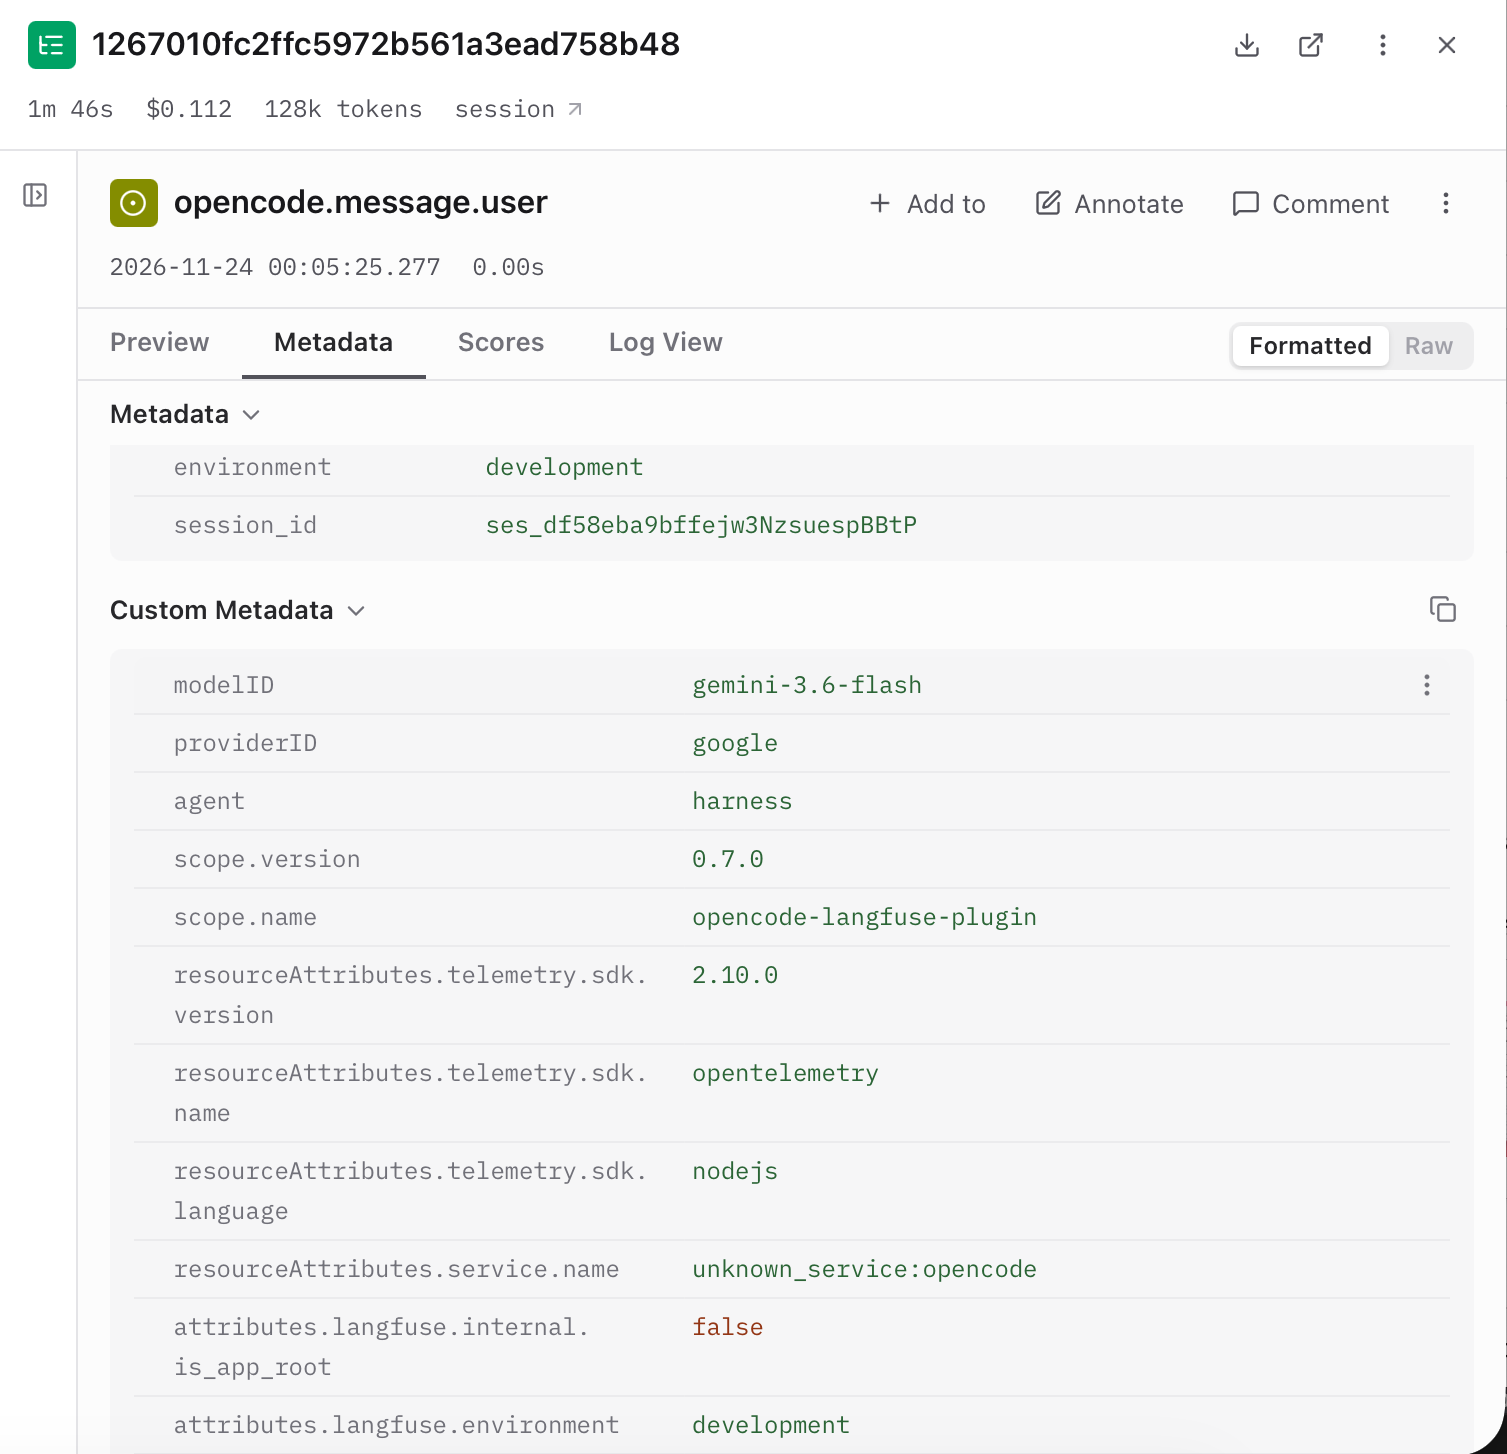 1267010fc2ffc5972b561a3ead758b48
1m 46s $0.112 128k tokens session
opencode.message.user
Add to Annotate Comment
2026-11-24 00:05:25.277 0.00s
Preview Metadata Scores Log View Formatted Raw
Metadata
environment development
session_id ses_df58eba9bffejw3NzsuespBBtP
Custom Metadata
modelID gemini-3.6-flash
providerID google
agent harness
scope.version 0.7.0
scope.name opencode-langfuse-plugin
resourceAttributes.telemetry.sdk. 2.10.0
version
resourceAttributes.telemetry.sdk. opentelemetry
name
resourceAttributes.telemetry.sdk. nodejs
language
resourceAttributes.service.name unknown_service:opencode
attributes.langfuse.internal. false
is_app_root
attributes.langfuse.environment development